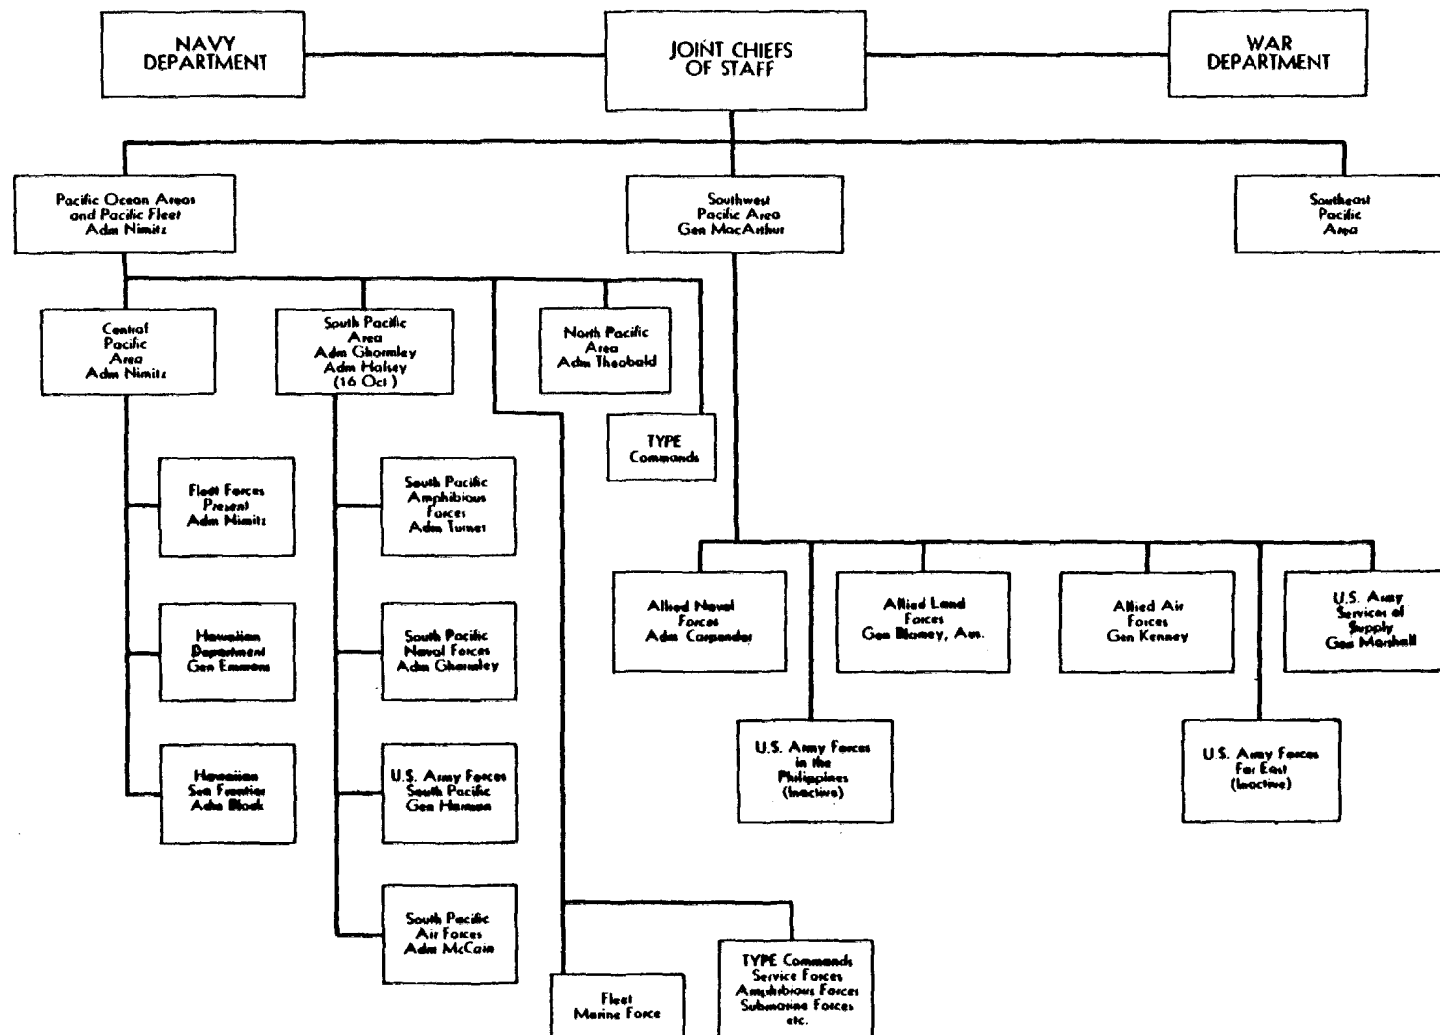 NAVY
DEPARTMENT
JOINT CHIEFS
OF STAFF
WAR
DEPARTMENT
Pacific Ocean Areas
and Pacific Fleet
Adm Nimitz
Southwest
Pacific Area
Gen MacArthur
Southeast
Pacific
Area
Central
Pacific
Area
Adm Nimitz
South Pacific
Area
Adm Ghormley
Adm Halsey
(16 Oct)
North Pacific
Area
Adm Theobald
TYPE
Commands
Fleet Forces
Present
Adm Nimitz
South Pacific
Amphibious
Forces
Adm Turner
Allied Naval
Forces
Adm Carpender
Allied Land
Forces
Gen Blamey, Aus.
Allied Air
Forces
Gen Kenney
U.S. Army
Services of
Supply
Gen Marshall
Hawaiian
Department
Gen Emmons
South Pacific
Naval Forces
Adm Ghormley
U.S. Army Forces
in the
Philippines
(Inactive)
U.S. Army Forces
Far East
(Inactive)
Hawaiian
Sea Frontier
Adm Bloch
U.S. Army Forces
South Pacific
Gen Harmon
South Pacific
Air Forces
Adm McCain
Fleet
Marine Force
TYPE Commands
Service Forces
Amphibious Forces
Submarine Forces
etc.